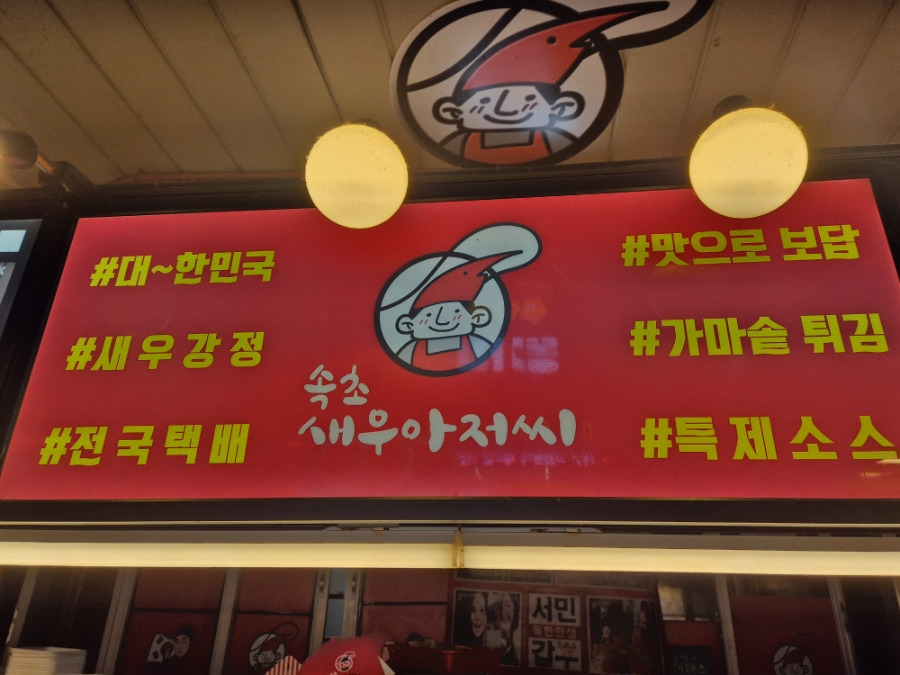 #대~한민국
#새우강정
#전국택배
속초
새우아저씨
#맛으로 보답
#가마솥 튀김
#특제소스
서민
갑부